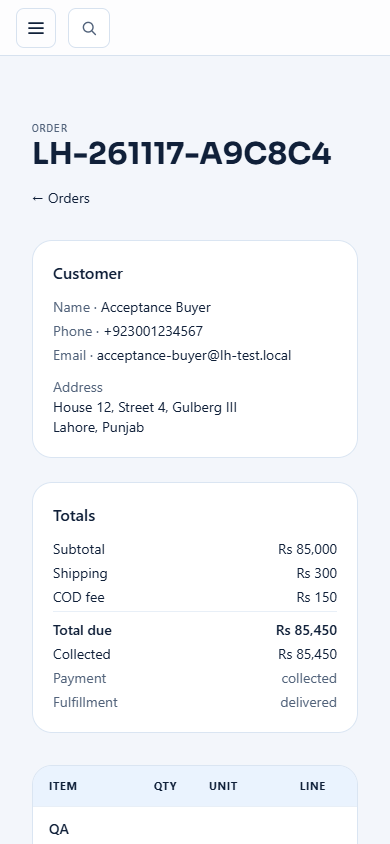 ORDER
LH-261117-A9C8C4
← Orders
Customer
Name · Acceptance Buyer
Phone · +923001234567
Email · acceptance-buyer@lh-test.local
Address
House 12, Street 4, Gulberg III
Lahore, Punjab
Totals
Subtotal Rs 85,000
Shipping Rs 300
COD fee Rs 150
Total due Rs 85,450
Collected Rs 85,450
Payment collected
Fulfillment delivered
ITEM QTY UNIT LINE
QA